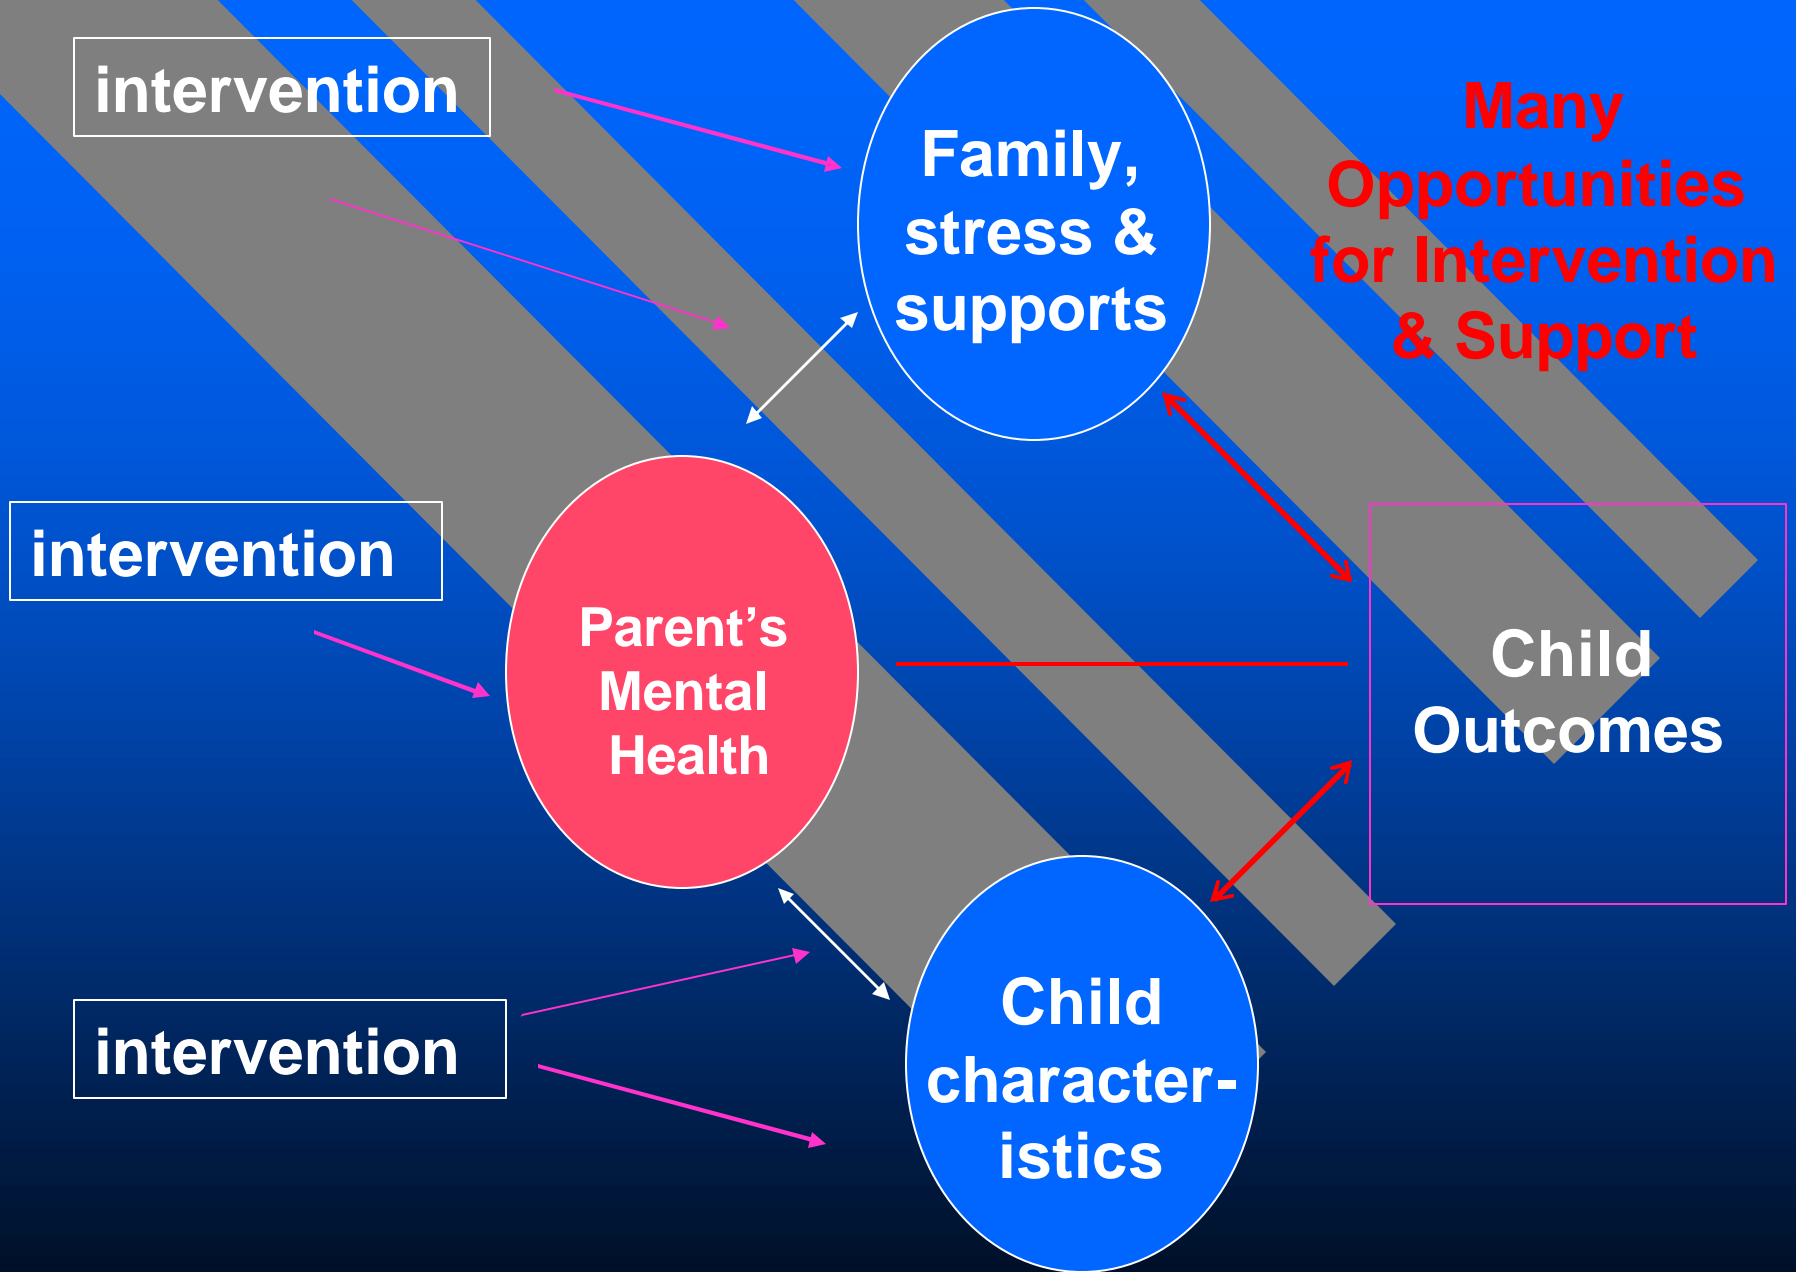 intervention
Family,
stress &
supports
Many
Opportunities
for Intervention
& Support
intervention
Parent’s
Mental
Health
Child
Outcomes
intervention
Child
character-
istics